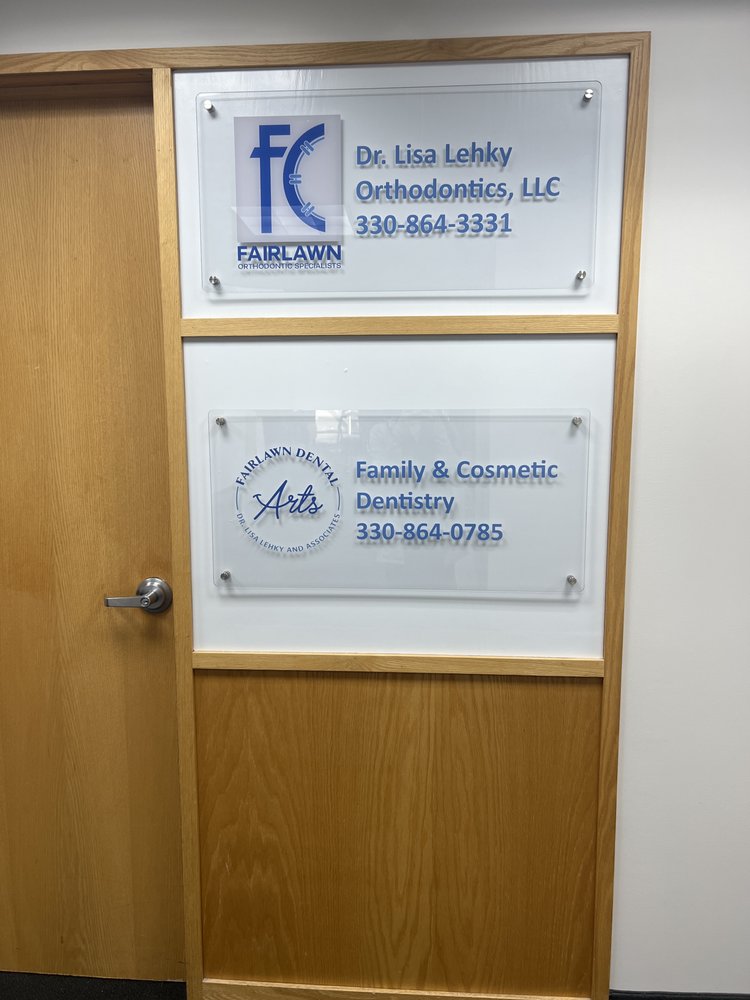 fC
FAIRLAWN
ORTHODONTIC SPECIALISTS
Dr. Lisa Lehky
Orthodontics, LLC
330-864-3331
FAIRLAWN DENTAL
Arts
DR. LISA LEHKY AND ASSOCIATES
Family & Cosmetic
Dentistry
330-864-0785